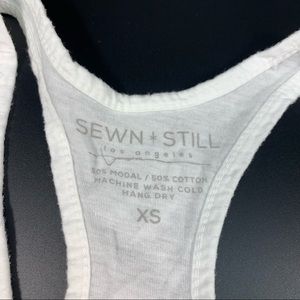 SEWN * STILL
los angeles
50% MODAL / 50% COTTON
MACHINE WASH COLD
HANG DRY
XS